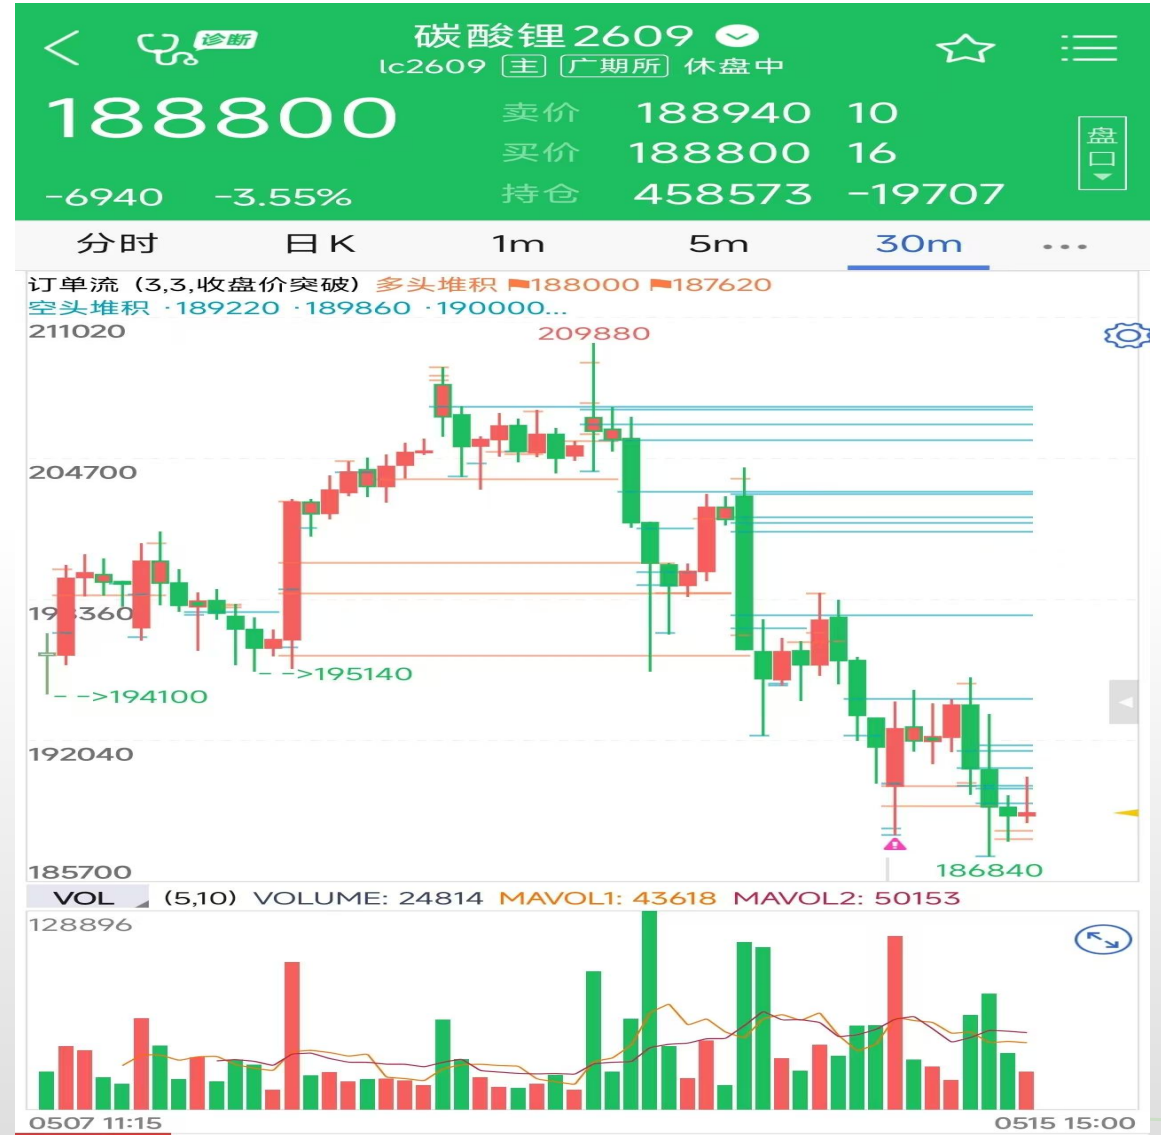 诊断
碳酸锂2609
lc2609 主 广期所 休盘中
188800
-6940 -3.55%
卖价 188940 10
买价 188800 16
持仓 458573 -19707
盘口
分时 日K 1m 5m 30m
订单流 (3,3,收盘价突破) 多头堆积 188000 187620
空头堆积 ·189220 ·189860 ·190000...
211020
209880
204700
198360
-->195140
-->194100
192040
185700
186840
VOL (5,10) VOLUME: 24814 MAVOL1: 43618 MAVOL2: 50153
128896
0507 11:15 0515 15:00